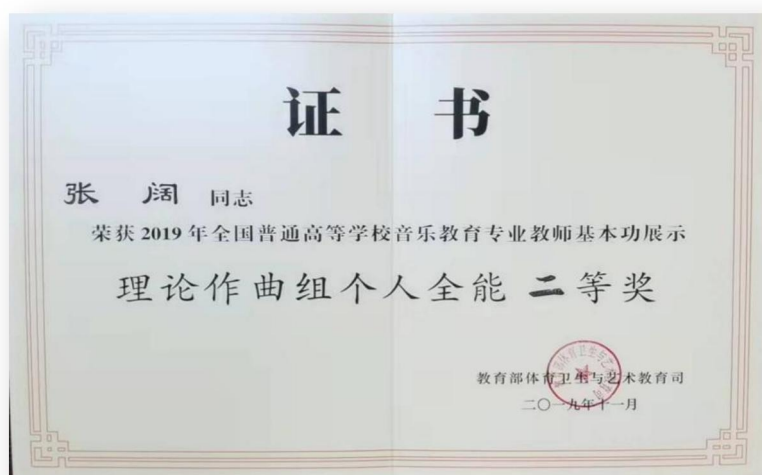 证 书
张 阔 同志
荣获2019年全国普通高等学校音乐教育专业教师基本功展示
理论作曲组个人全能 二等奖
教育部体育卫生与艺术教育司
二〇一九年十一月